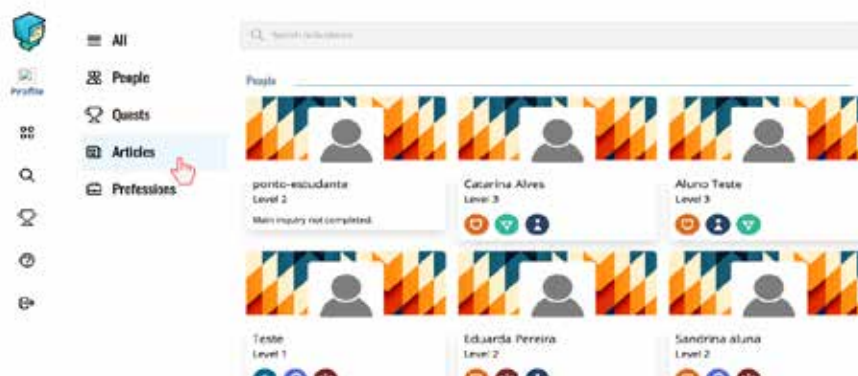 Profile
All
People
Quests
Articles
Professions
People
ponto-estudante
Level 2
Main inquiry not completed.
Catarina Alves
Level 3
Aluno Teste
Level 3
Teste
Level 1
Eduarda Pereira
Level 2
Sandrina aluna
Level 2